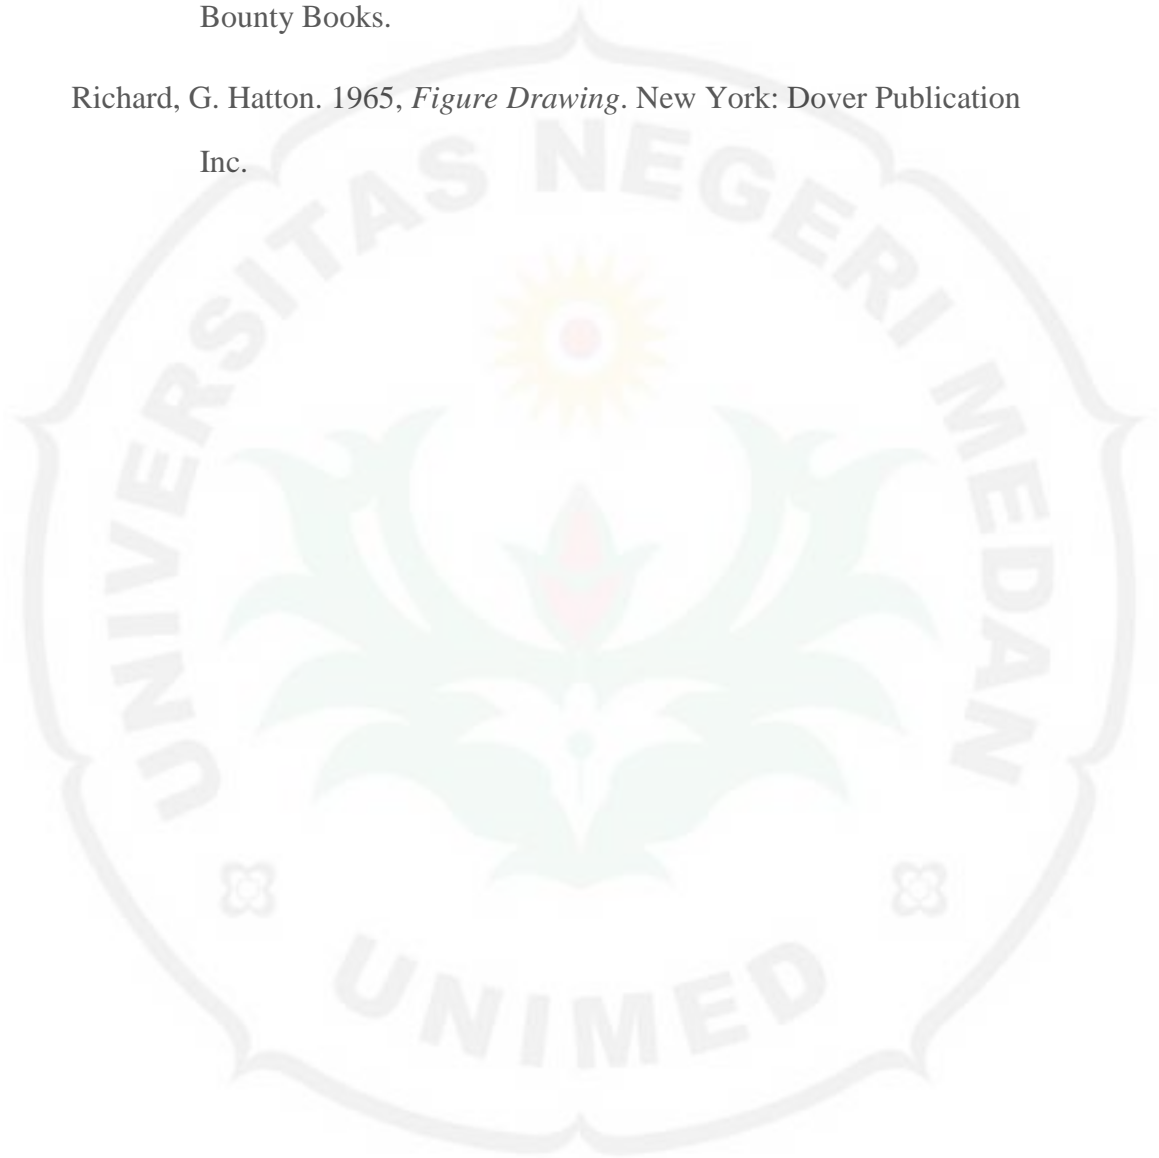 Bounty Books.
Richard, G. Hatton. 1965, Figure Drawing. New York: Dover Publication
Inc.
UNIVERSITAS NEGERI MEDAN
UNIMED